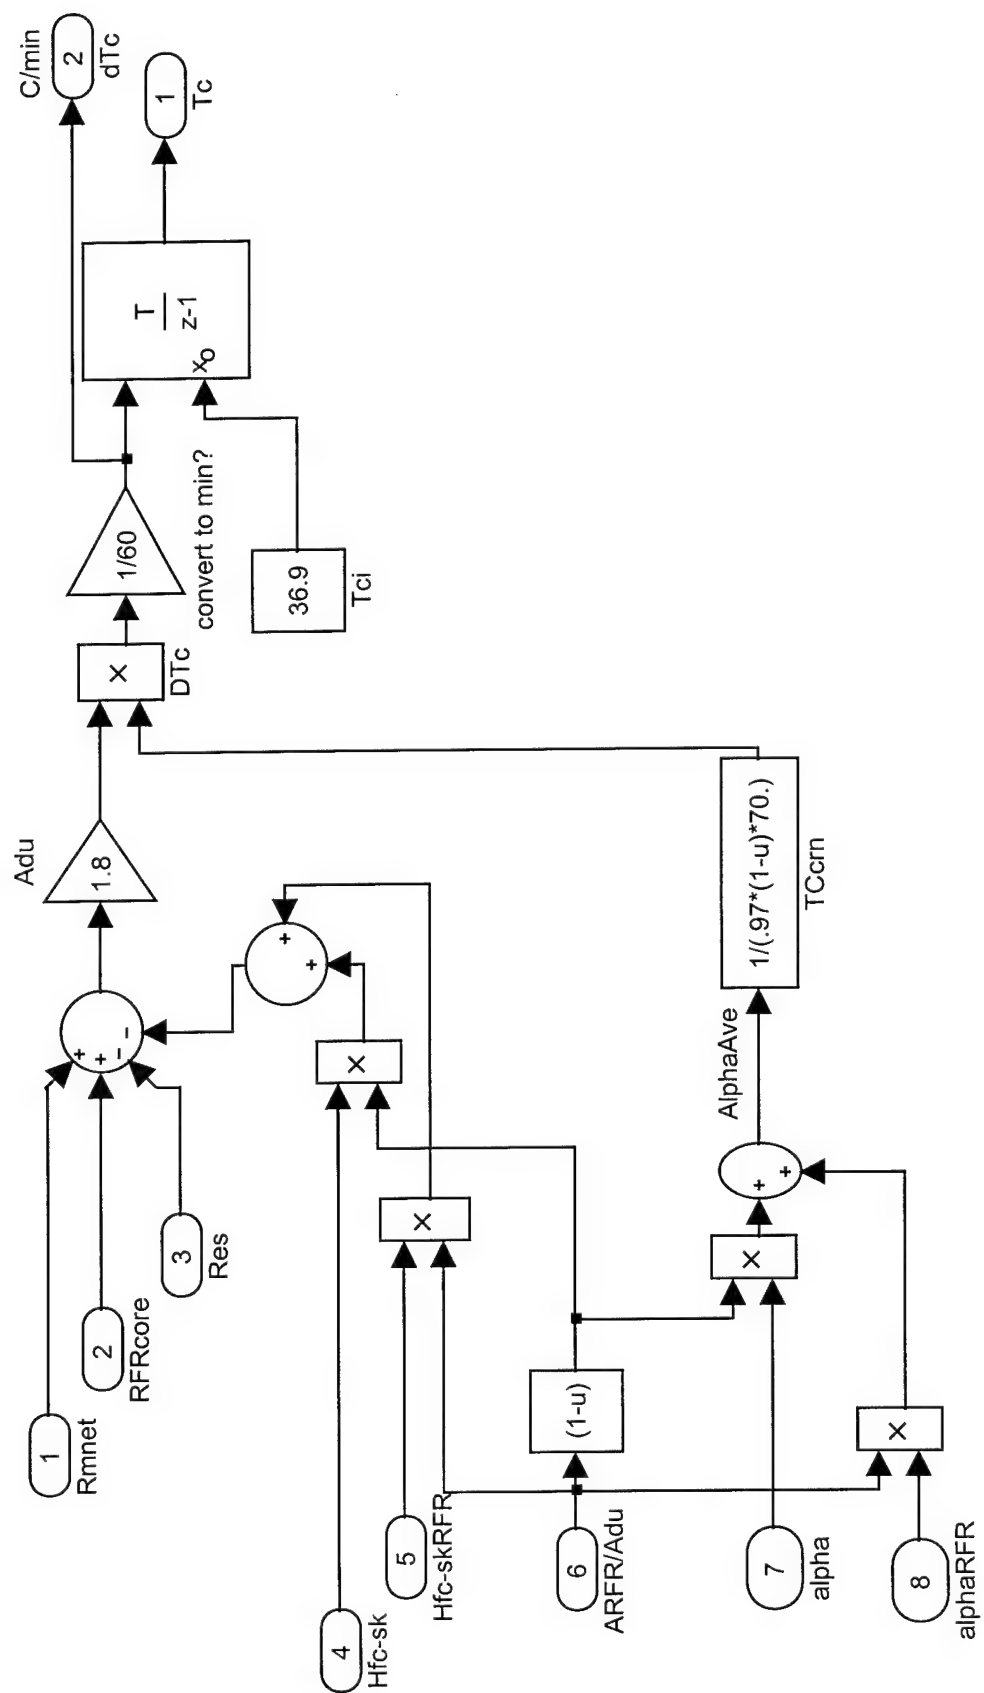 1
Rmnet
2
RFRcore
3
Res
4
Hfc-sk
5
Hfc-skRFR
6
ARFR/Adu
7
alpha
8
alphaRFR
(1-u)
×
×
×
×
+
+
-
-
+
+
+
+
AlphaAve
1/(.97*(1-u)*70.)
TCcrn
Adu
1.8
×
DTc
1/60
convert to min?
36.9
Tci
T
z-1
xo
C/min
2
dTc
1
Tc